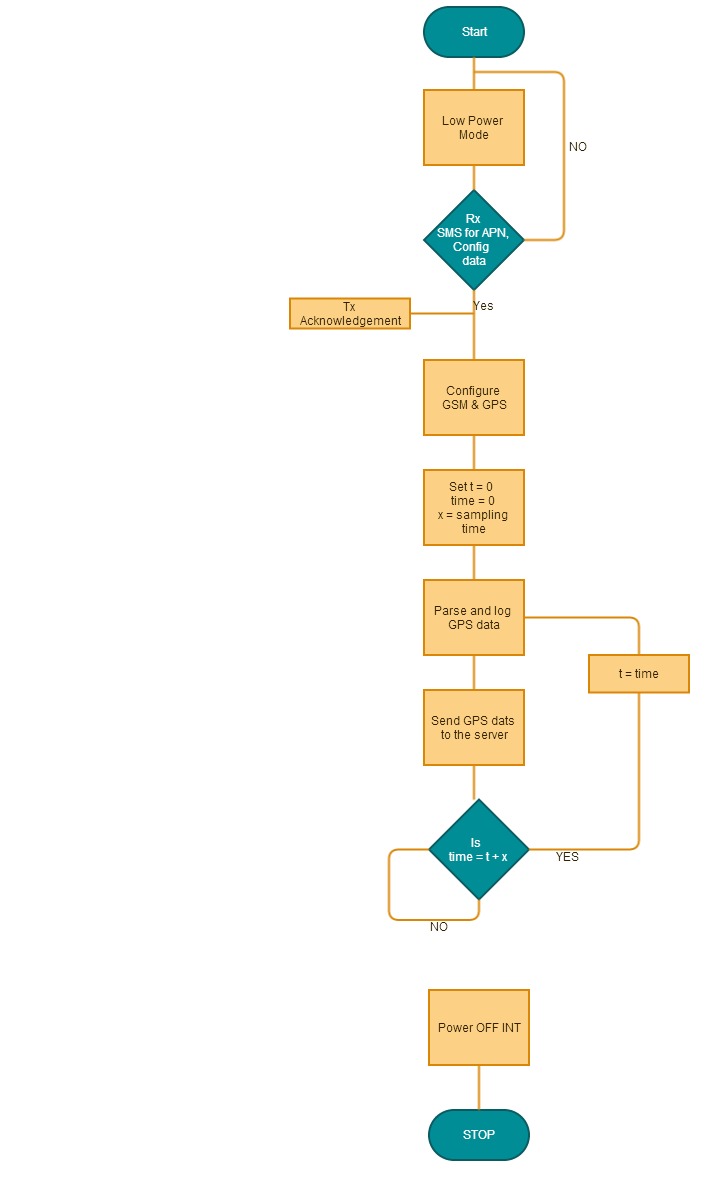 Start
Low Power
Mode
NO
Rx
SMS for APN,
Config
data
Yes
Tx
Acknowledgement
Configure
GSM & GPS
Set t = 0
time = 0
x = sampling
time
Parse and log
GPS data
t = time
Send GPS dats
to the server
Is
time = t + x
YES
NO
Power OFF INT
STOP